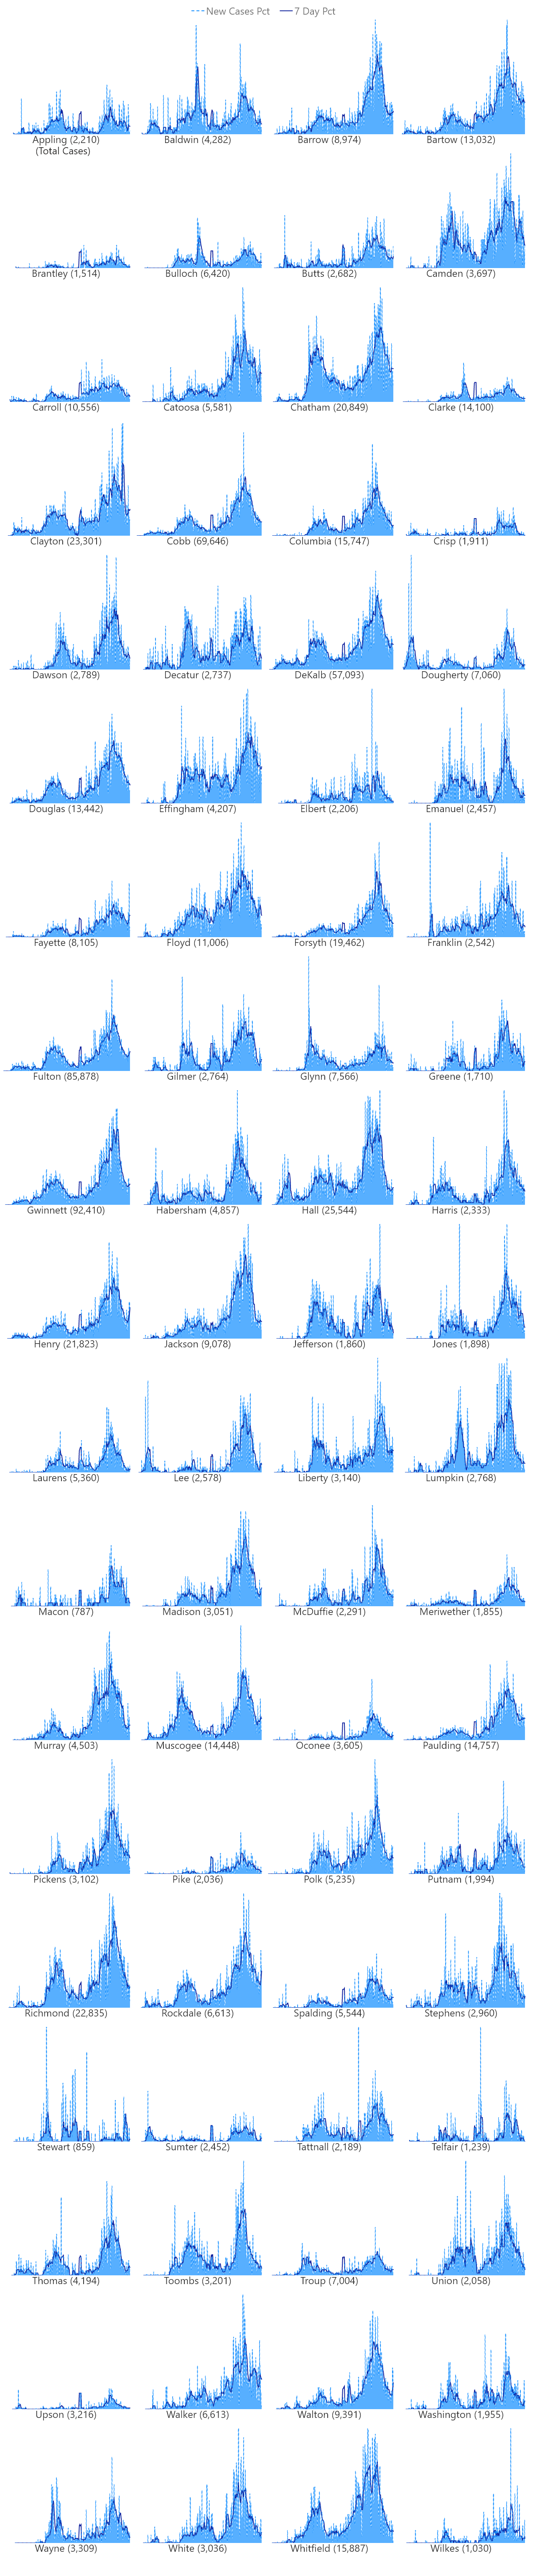 New Cases Pct 7 Day Pct
Appling (2,210) Baldwin (4,282) Barrow (8,974) Bartow (13,032)
(Total Cases)
Brantley (1,514) Bulloch (6,420) Butts (2,682) Camden (3,697)
Carroll (10,556) Catoosa (5,581) Chatham (20,849) Clarke (14,100)
Clayton (23,301) Cobb (69,646) Columbia (15,747) Crisp (1,911)
Dawson (2,789) Decatur (2,737) DeKalb (57,093) Dougherty (7,060)
Douglas (13,442) Effingham (4,207) Elbert (2,206) Emanuel (2,457)
Fayette (8,105) Floyd (11,006) Forsyth (19,462) Franklin (2,542)
Fulton (85,878) Gilmer (2,764) Glynn (7,566) Greene (1,710)
Gwinnett (92,410) Habersham (4,857) Hall (25,544) Harris (2,333)
Henry (21,823) Jackson (9,078) Jefferson (1,860) Jones (1,898)
Laurens (5,360) Lee (2,578) Liberty (3,140) Lumpkin (2,768)
Macon (787) Madison (3,051) McDuffie (2,291) Meriwether (1,855)
Murray (4,503) Muscogee (14,448) Oconee (3,605) Paulding (14,757)
Pickens (3,102) Pike (2,036) Polk (5,235) Putnam (1,994)
Richmond (22,835) Rockdale (6,613) Spalding (5,544) Stephens (2,960)
Stewart (859) Sumter (2,452) Tattnall (2,189) Telfair (1,239)
Thomas (4,194) Toombs (3,201) Troup (7,004) Union (2,058)
Upson (3,216) Walker (6,613) Walton (9,391) Washington (1,955)
Wayne (3,309) White (3,036) Whitfield (15,887) Wilkes (1,030)